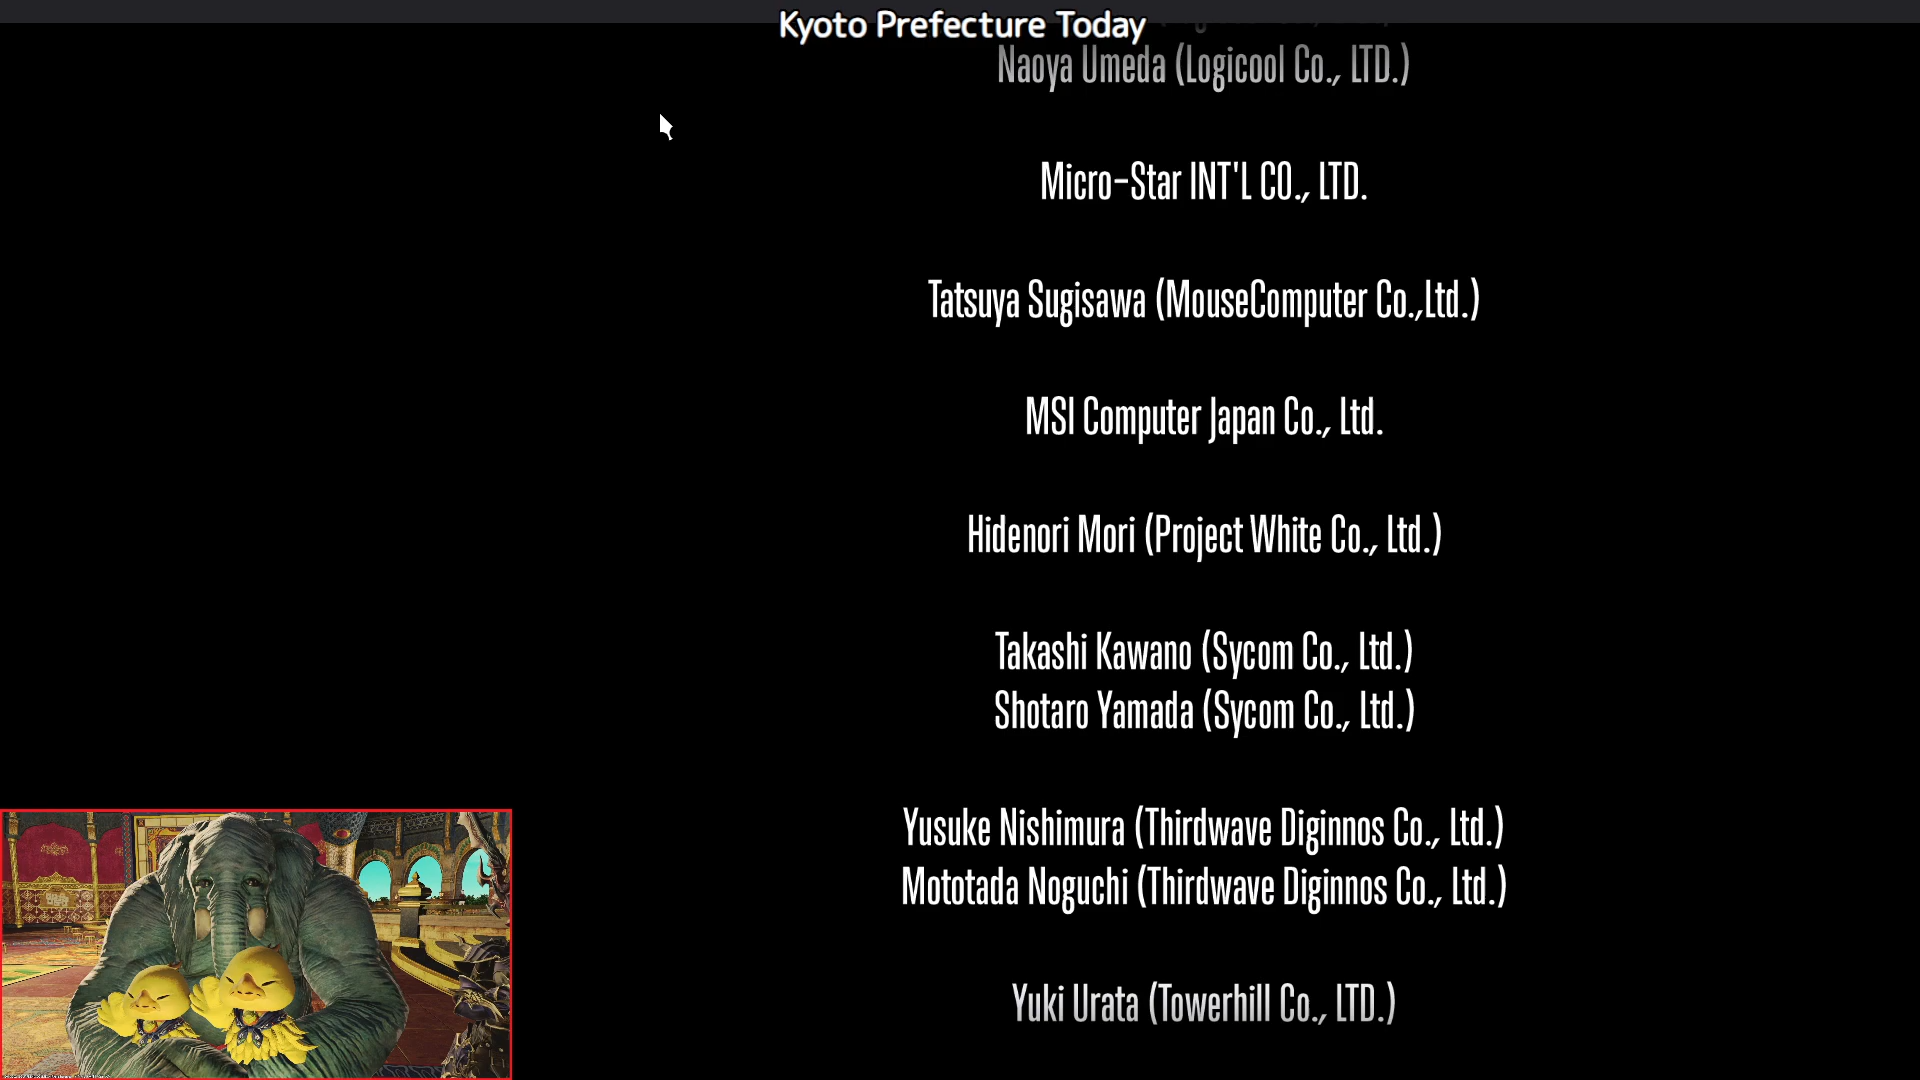 Kyoto Prefecture Today
Naoya Umeda (Logicool Co., LTD.)
Micro-Star INT'L CO., LTD.
Tatsuya Sugisawa (MouseComputer Co.,Ltd.)
MSI Computer Japan Co., Ltd.
Hidenori Mori (Project White Co., Ltd.)
Takashi Kawano (Sycom Co., Ltd.)
Shotaro Yamada (Sycom Co., Ltd.)
Yusuke Nishimura (Thirdwave Diginnos Co., Ltd.)
Mototada Noguchi (Thirdwave Diginnos Co., Ltd.)
Yuki Urata (Towerhill Co., LTD.)